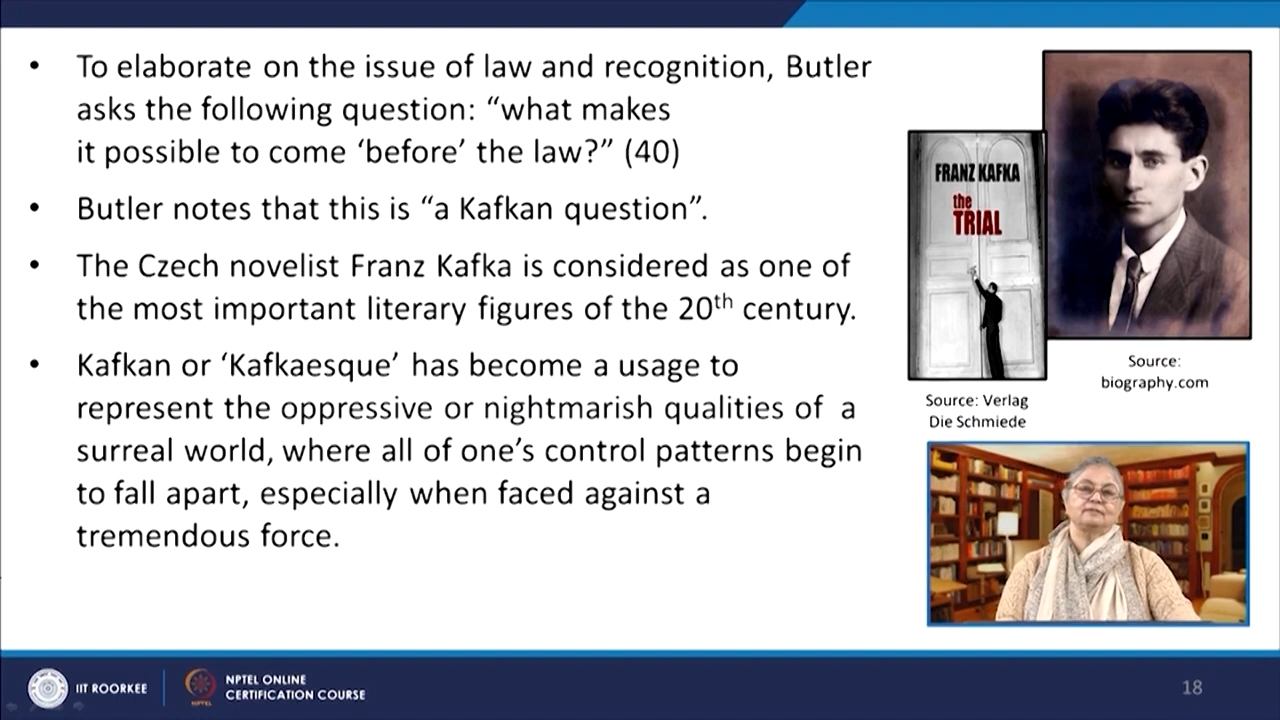 • To elaborate on the issue of law and recognition, Butler
asks the following question: “what makes
it possible to come ‘before’ the law?” (40)
• Butler notes that this is “a Kafkan question”.
• The Czech novelist Franz Kafka is considered as one of
the most important literary figures of the 20th century.
• Kafkan or ‘Kafkaesque’ has become a usage to
represent the oppressive or nightmarish qualities of a
surreal world, where all of one’s control patterns begin
to fall apart, especially when faced against a
tremendous force.
FRANZ KAFKA
the
TRIAL
Source:
biography.com
Source: Verlag
Die Schmiede
IIT ROORKEE
NPTEL
NPTEL ONLINE
CERTIFICATION COURSE
18